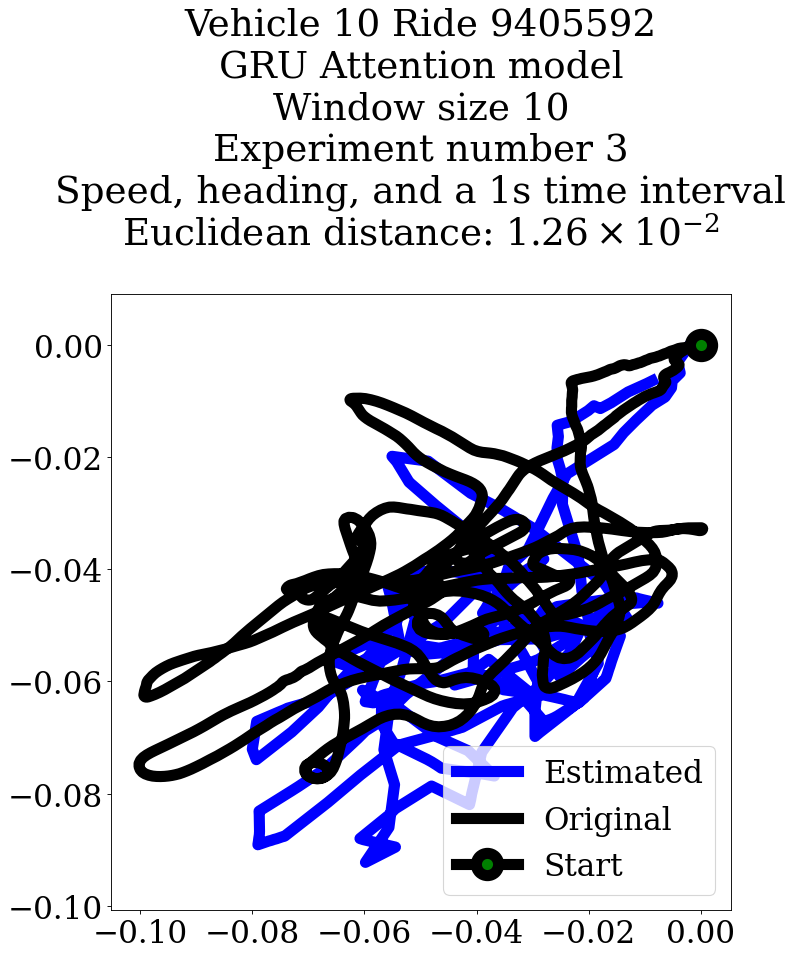 Vehicle 10 Ride 9405592
GRU Attention model
Window size 10
Experiment number 3
Speed, heading, and a 1s time interval
Euclidean distance: 1.26 × 10⁻²
0.00
−0.02
−0.04
−0.06
−0.08
−0.10
Estimated
Original
Start
−0.10 −0.08 −0.06 −0.04 −0.02 0.00